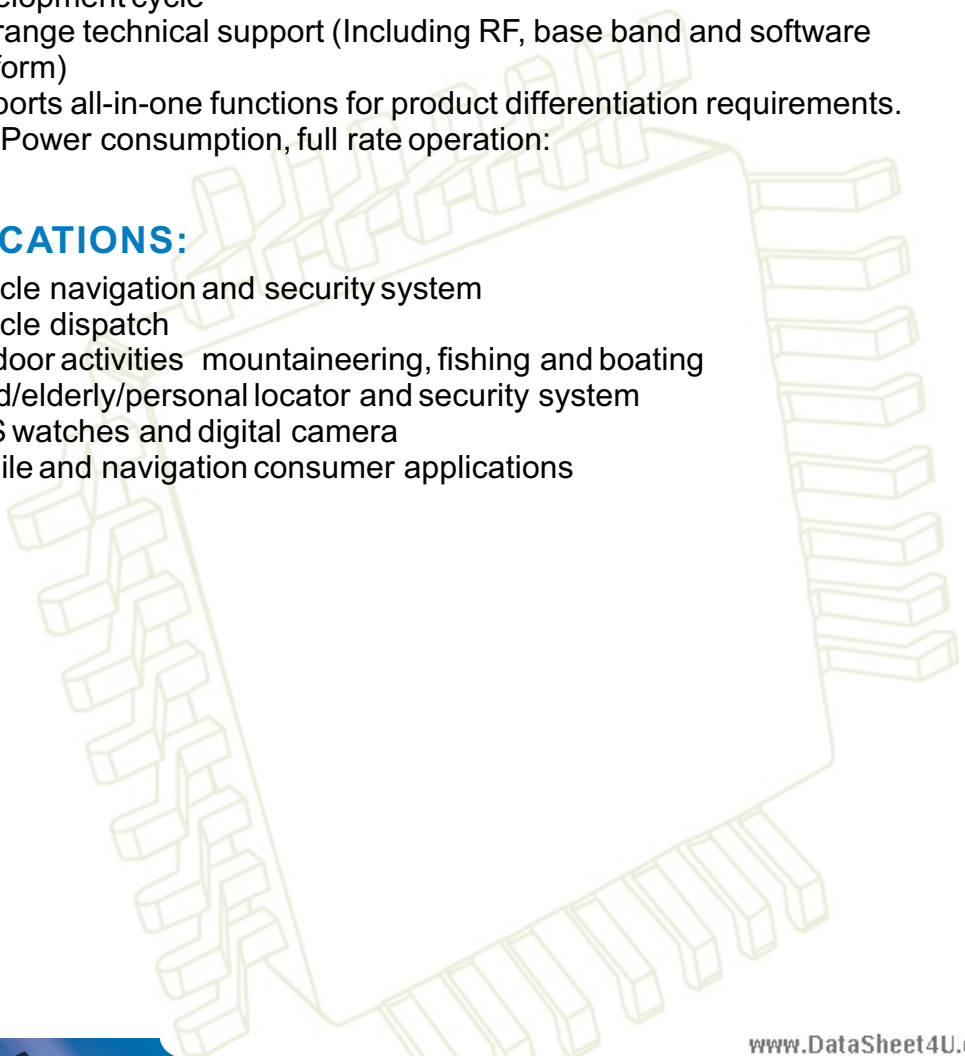 elopment cycle
range technical support (Including RF, base band and software
form)
orts all-in-one functions for product differentiation requirements.
Power consumption, full rate operation:
CATIONS:
cle navigation and security system
cle dispatch
door activities mountaineering, fishing and boating
d/elderly/personal locator and security system
S watches and digital camera
ile and navigation consumer applications
www.DataSheet4U.